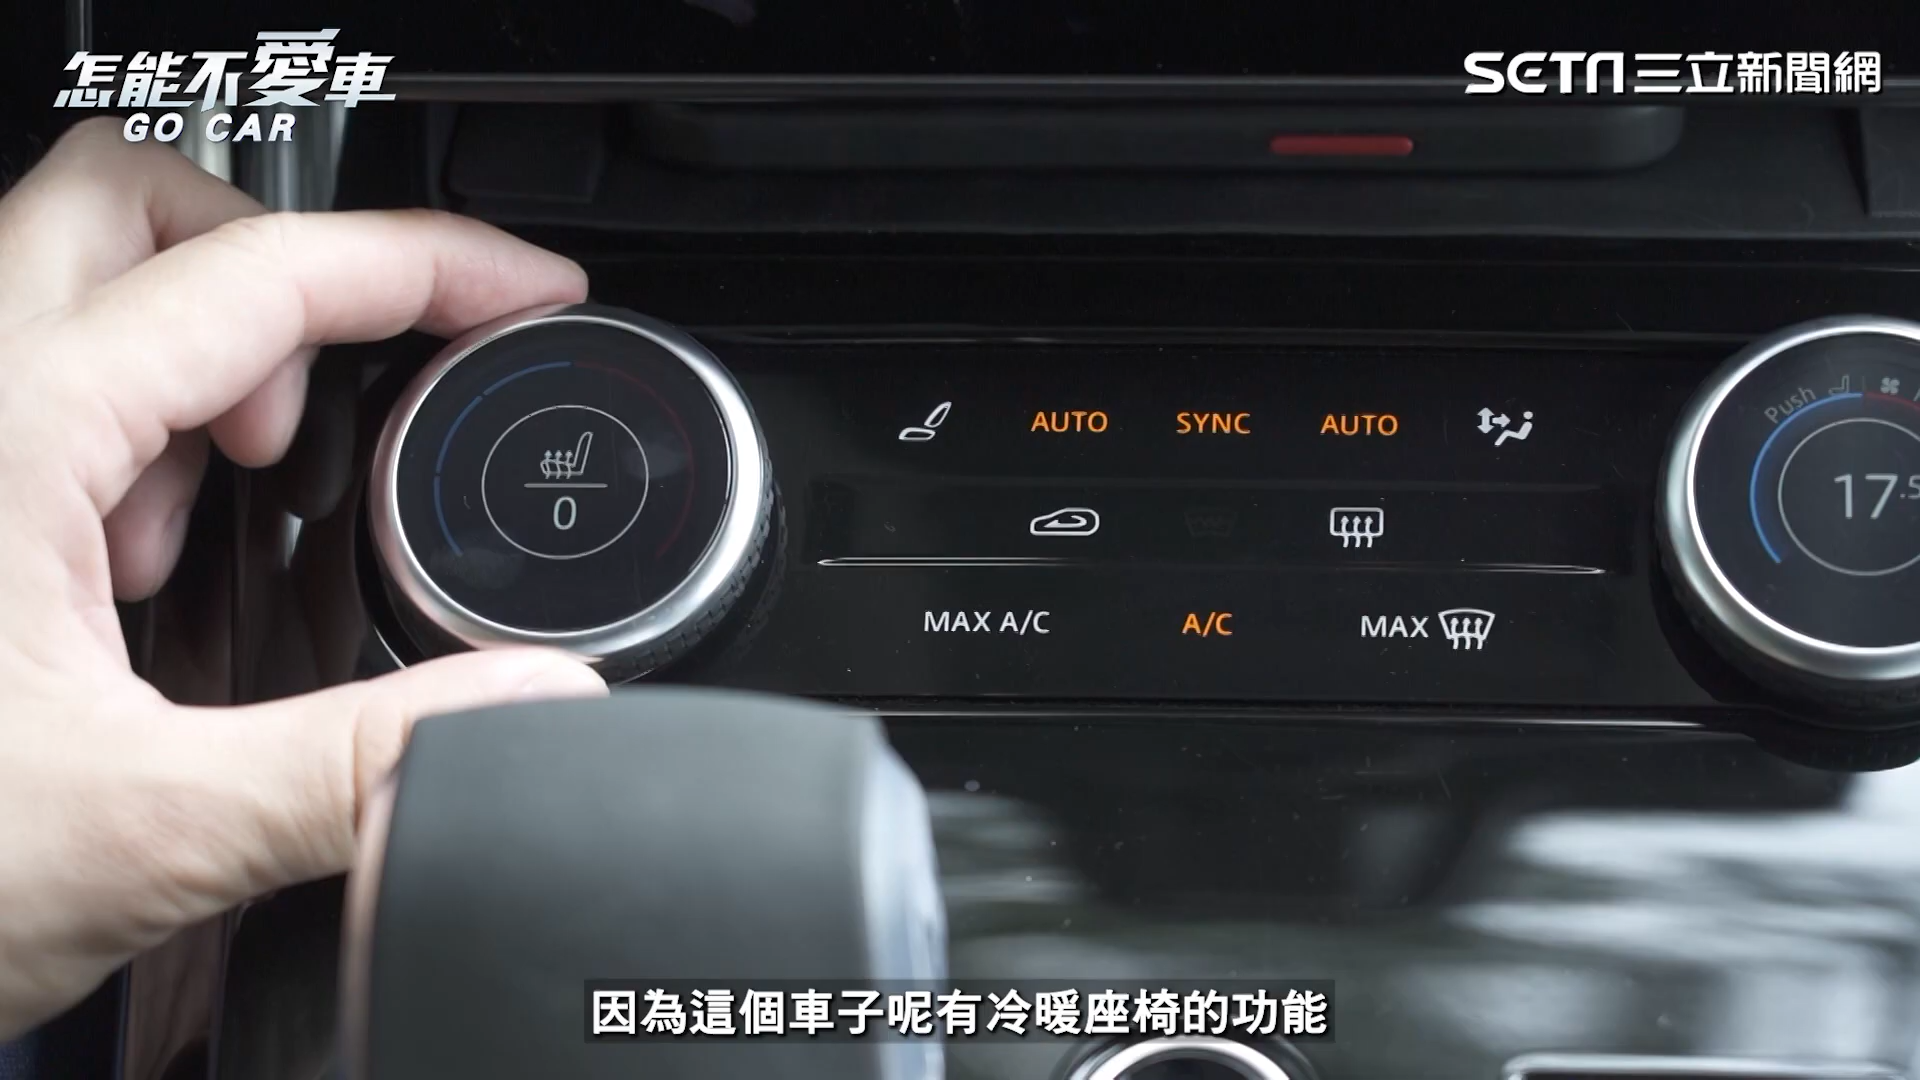 怎能不愛車
GO CAR
SETN三立新聞網
AUTO
SYNC
AUTO
Push
0
17.5
MAX A/C
A/C
MAX
因為這個車子呢有冷暖座椅的功能